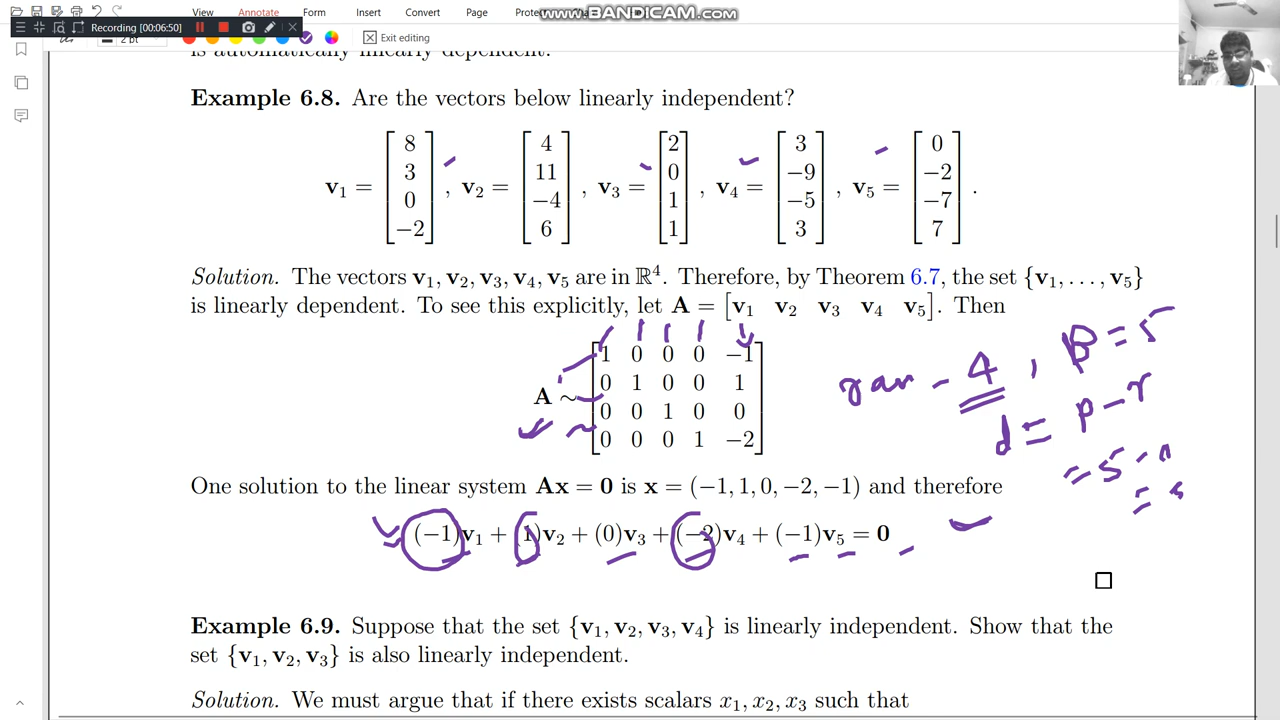 www.BANDICAM.com
View Annotate Form Insert Convert Page
Recording [00:06:50]
2 pt Exit editing
is automatically linearly dependent.
Example 6.8. Are the vectors below linearly independent?
v₁ = [8 3 0 −2], v₂ = [4 11 −4 6], v₃ = [2 0 1 1], v₄ = [3 −9 −5 3], v₅ = [0 −2 −7 7].
Solution. The vectors v₁, v₂, v₃, v₄, v₅ are in ℝ⁴. Therefore, by Theorem 6.7, the set {v₁, . . . , v₅}
is linearly dependent. To see this explicitly, let A = [v₁ v₂ v₃ v₄ v₅]. Then
1 0 0 0 −1
0 1 0 0 1
A ∼
0 0 1 0 0
0 0 0 1 −2
ran - 4, P = 5
d = P - r
= 5 -
=
One solution to the linear system Ax = 0 is x = (−1, 1, 0, −2, −1) and therefore
(−1)v₁ + (1)v₂ + (0)v₃ + (−2)v₄ + (−1)v₅ = 0
Example 6.9. Suppose that the set {v₁, v₂, v₃, v₄} is linearly independent. Show that the
set {v₁, v₂, v₃} is also linearly independent.
Solution. We must argue that if there exists scalars x₁, x₂, x₃ such that